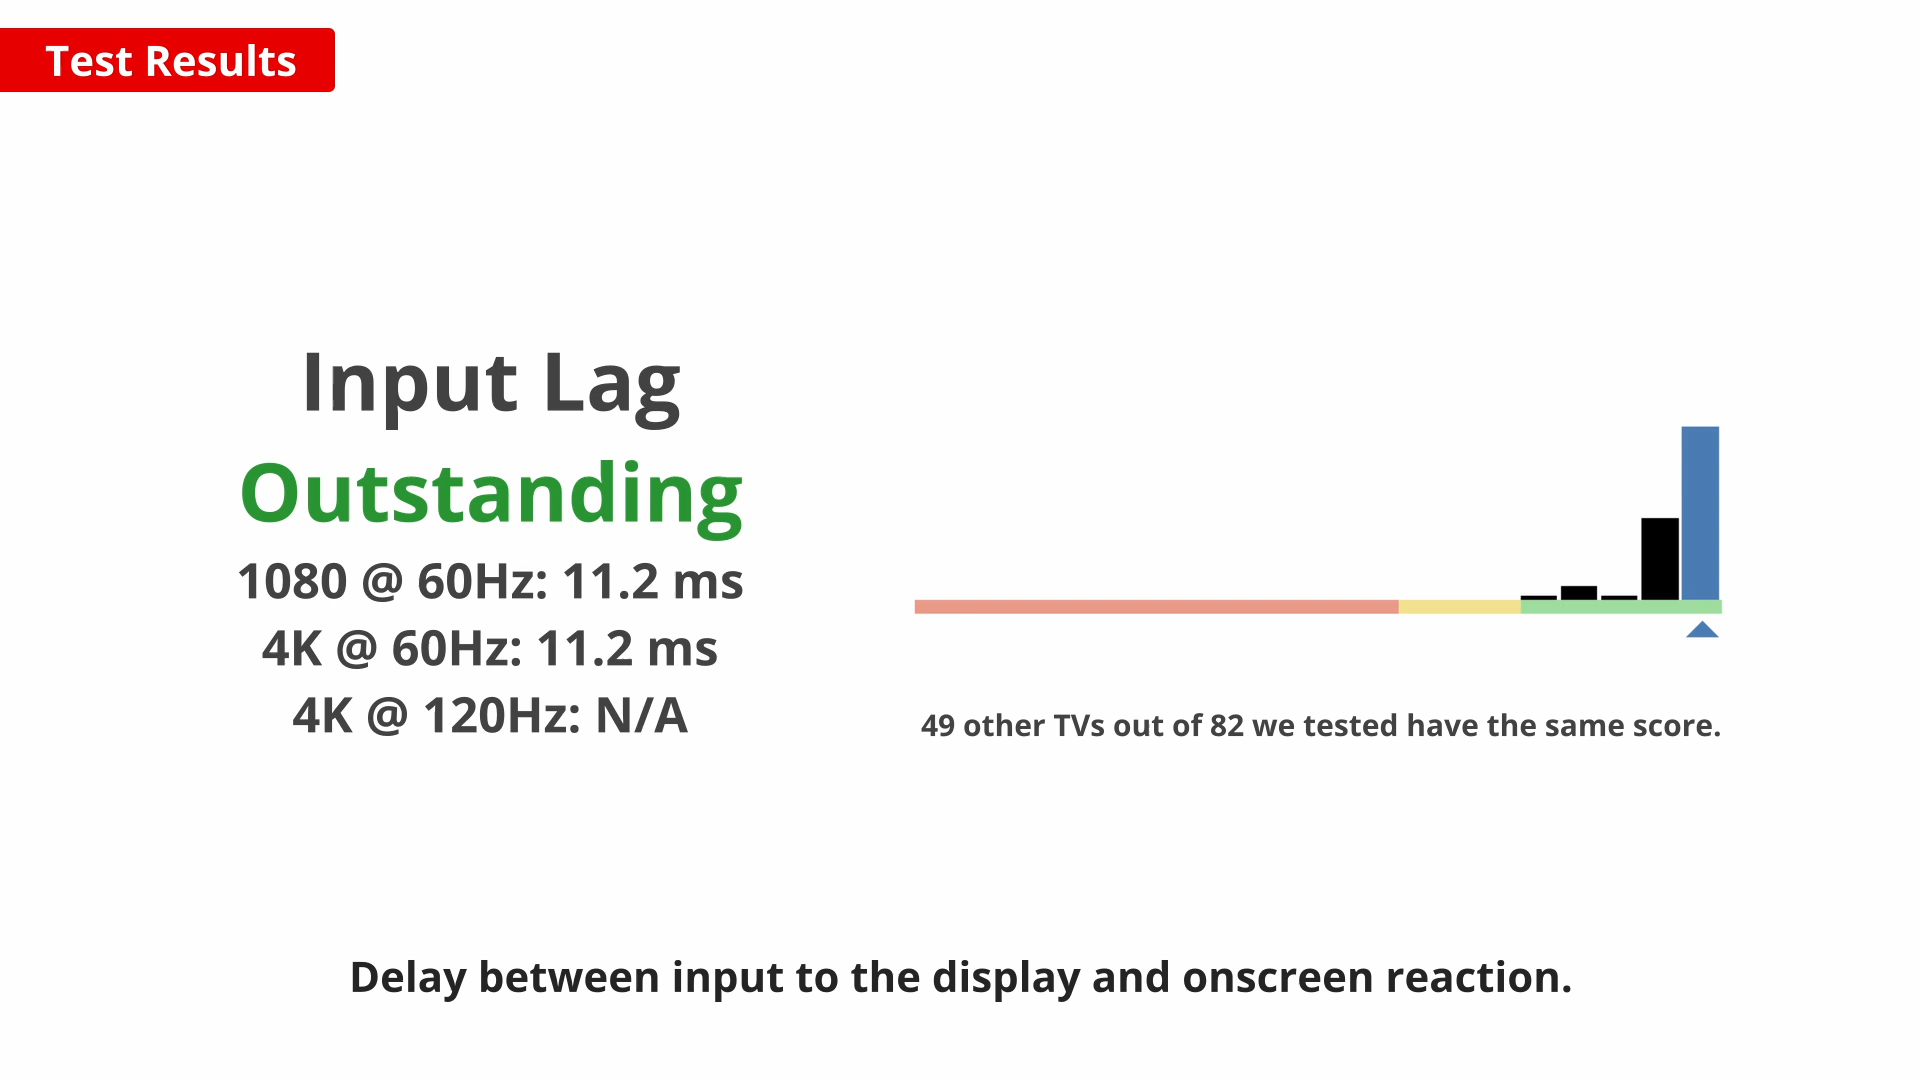 Test Results
Input Lag
Outstanding
1080 @ 60Hz: 11.2 ms
4K @ 60Hz: 11.2 ms
4K @ 120Hz: N/A
49 other TVs out of 82 we tested have the same score.
Delay between input to the display and onscreen reaction.